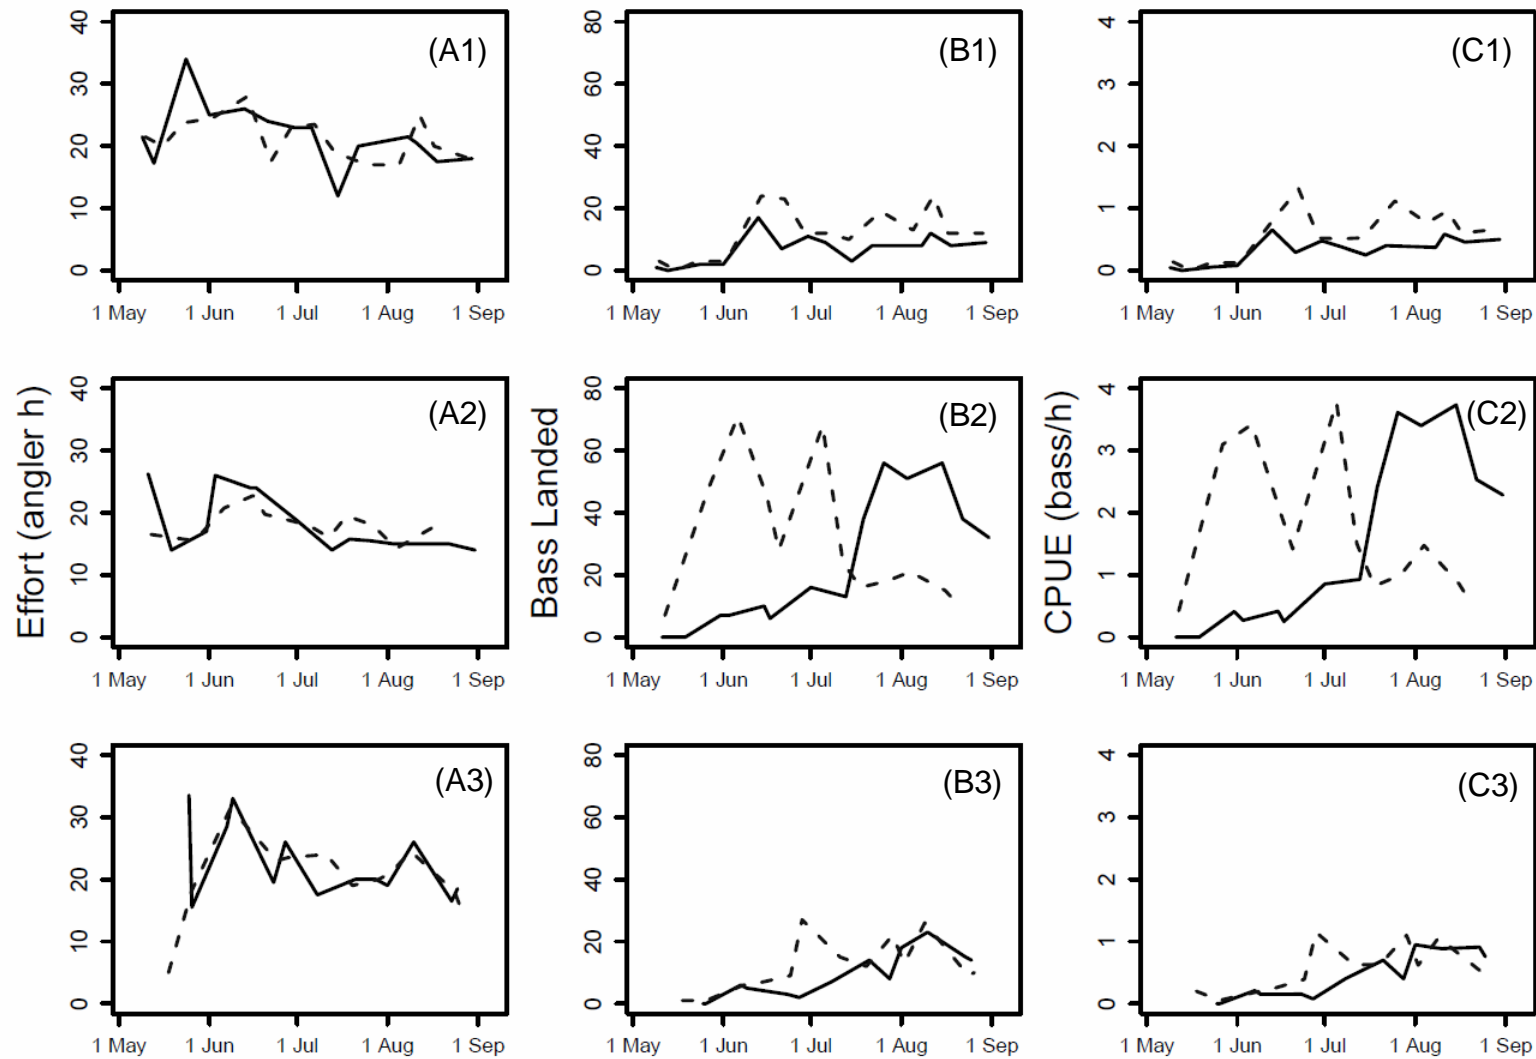 40 30 20 10 0 (A1)
1 May 1 Jun 1 Jul 1 Aug 1 Sep
80 60 40 20 0 (B1)
1 May 1 Jun 1 Jul 1 Aug 1 Sep
4 3 2 1 0 (C1)
1 May 1 Jun 1 Jul 1 Aug 1 Sep
Effort (angler h)
40 30 20 10 0 (A2)
1 May 1 Jun 1 Jul 1 Aug 1 Sep
Bass Landed
80 60 40 20 0 (B2)
1 May 1 Jun 1 Jul 1 Aug 1 Sep
CPUE (bass/h)
4 3 2 1 0 (C2)
1 May 1 Jun 1 Jul 1 Aug 1 Sep
40 30 20 10 0 (A3)
1 May 1 Jun 1 Jul 1 Aug 1 Sep
80 60 40 20 0 (B3)
1 May 1 Jun 1 Jul 1 Aug 1 Sep
4 3 2 1 0 (C3)
1 May 1 Jun 1 Jul 1 Aug 1 Sep